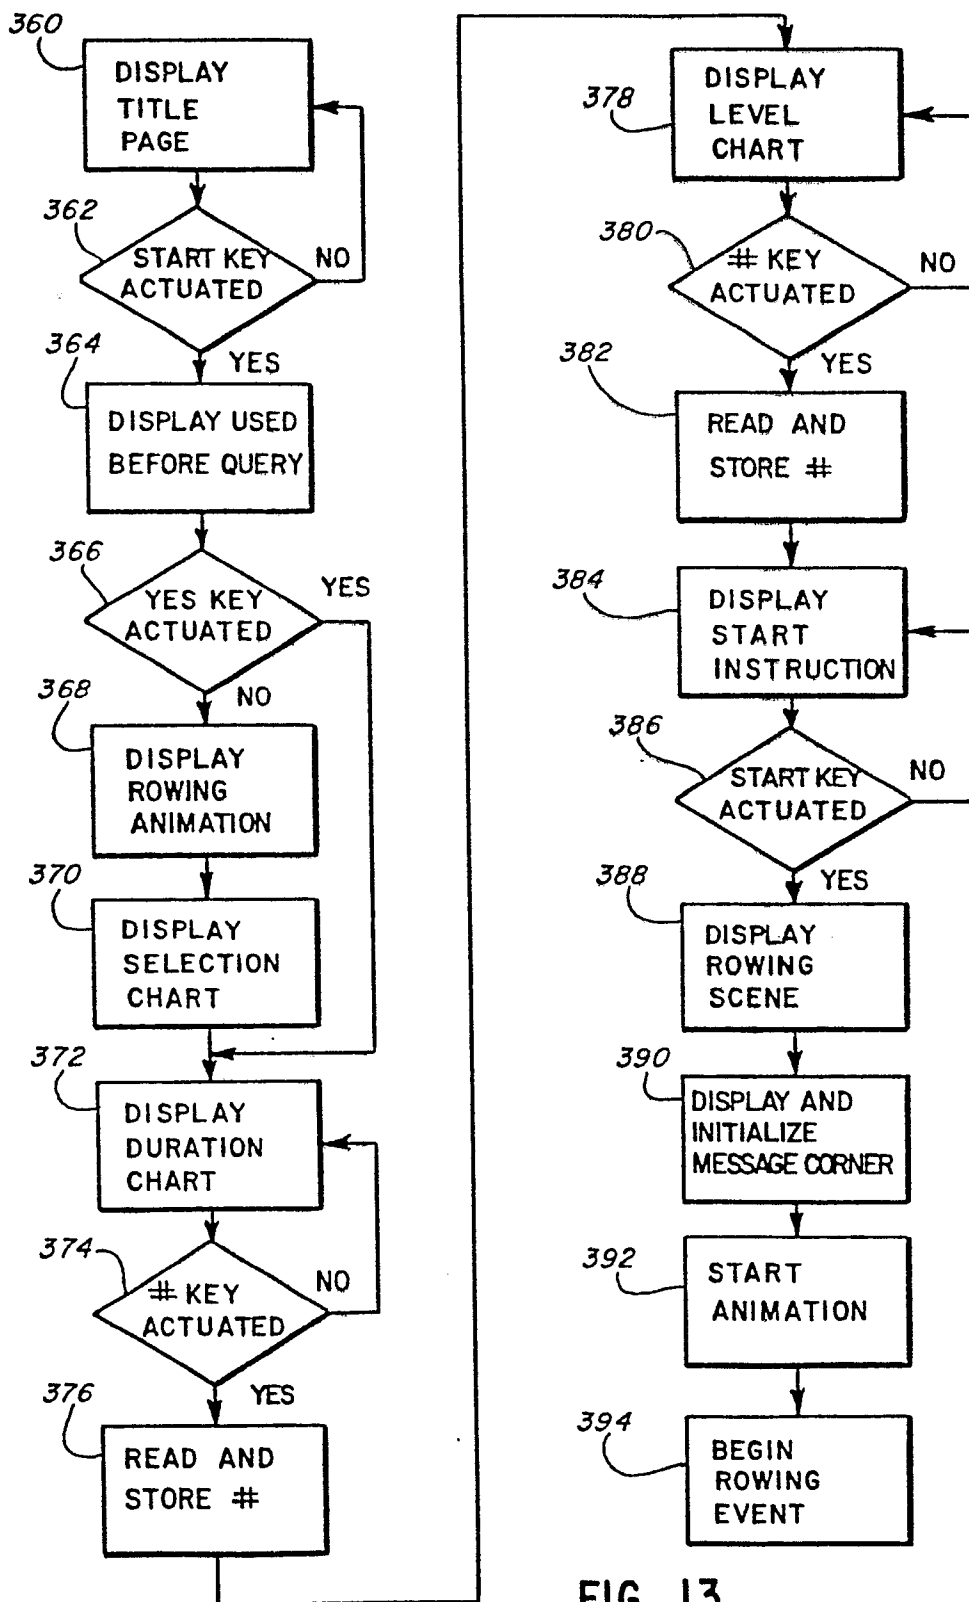 360
DISPLAY
TITLE
PAGE
362
START KEY
ACTUATED
NO
YES
364
DISPLAY USED
BEFORE QUERY
366
YES KEY
ACTUATED
YES
NO
368
DISPLAY
ROWING
ANIMATION
370
DISPLAY
SELECTION
CHART
372
DISPLAY
DURATION
CHART
374
# KEY
ACTUATED
NO
YES
376
READ AND
STORE #
378
DISPLAY
LEVEL
CHART
380
# KEY
ACTUATED
NO
YES
382
READ AND
STORE #
384
DISPLAY
START
INSTRUCTION
386
START KEY
ACTUATED
NO
YES
388
DISPLAY
ROWING
SCENE
390
DISPLAY AND
INITIALIZE
MESSAGE CORNER
392
START
ANIMATION
394
BEGIN
ROWING
EVENT
FIG. 13